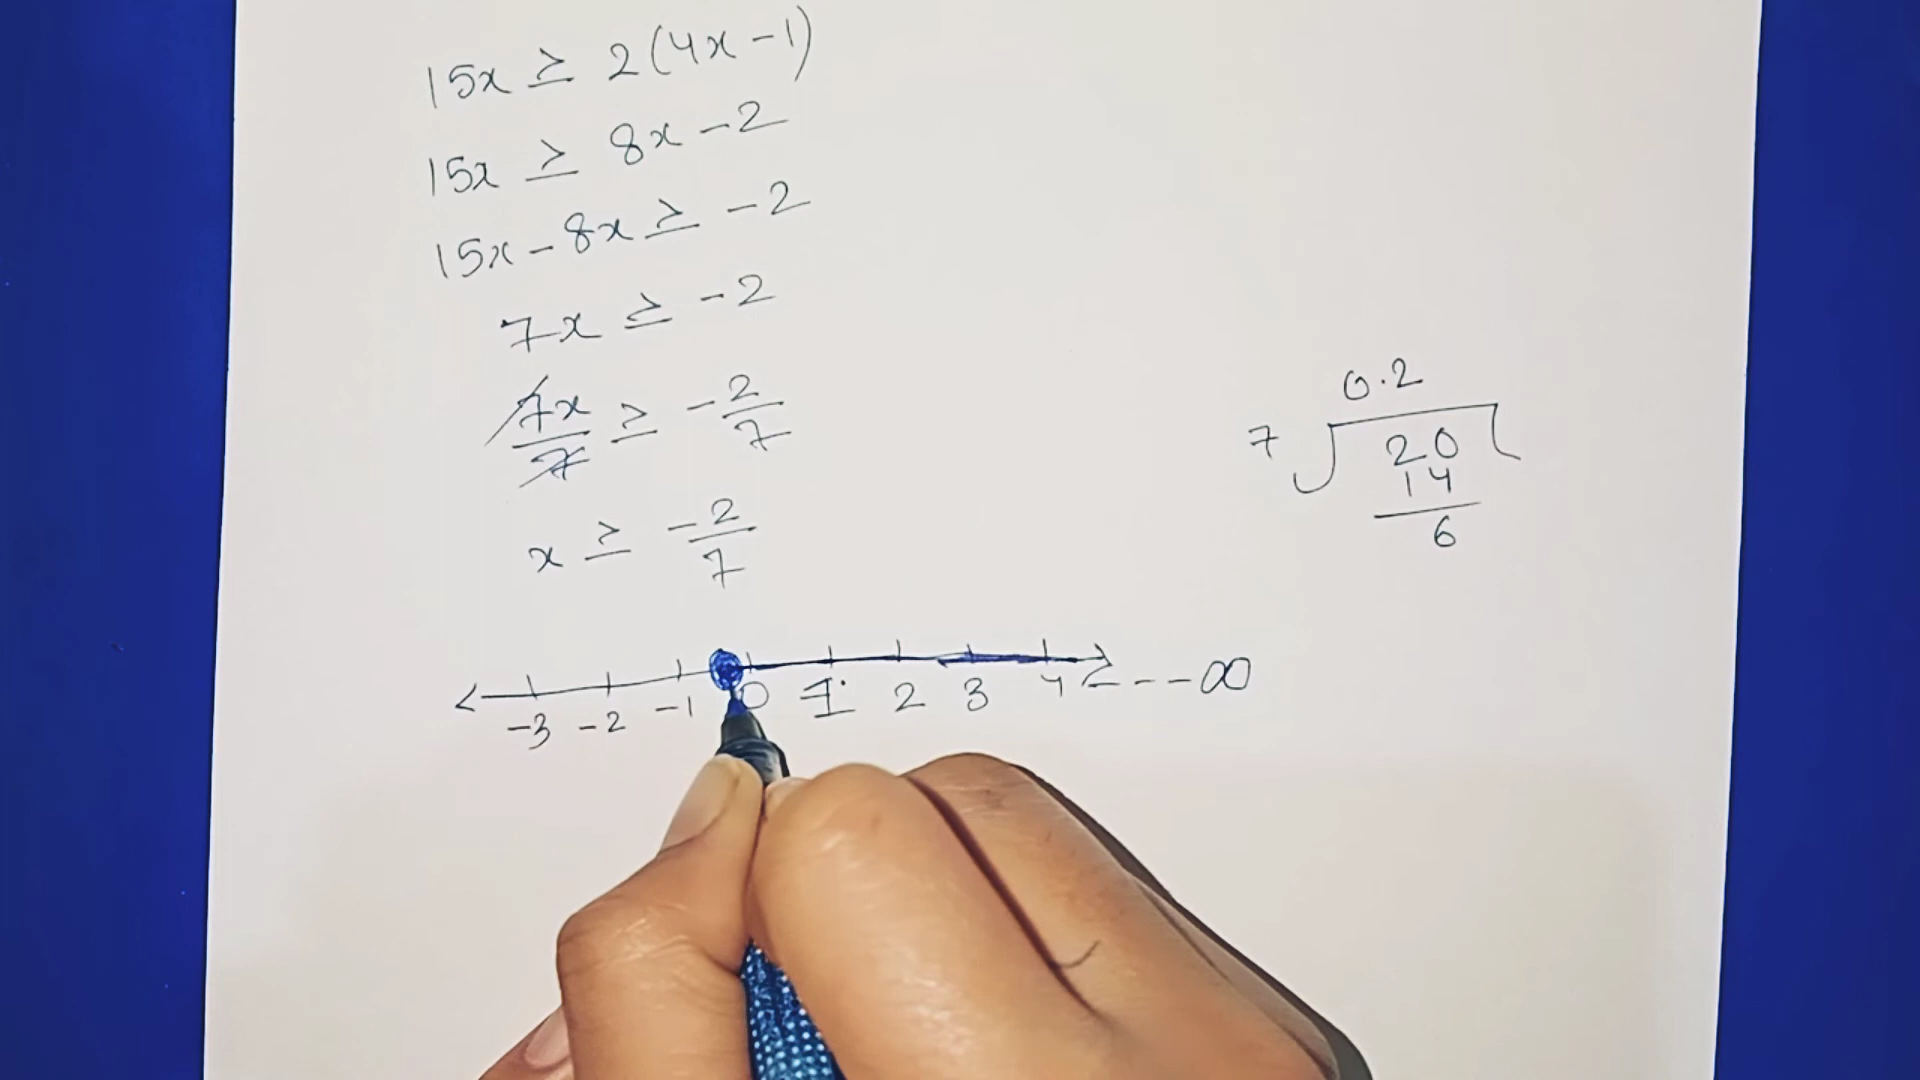 15x ≥ 2(4x-1)
15x ≥ 8x-2
15x-8x ≥ -2
7x ≥ -2
7x/7 ≥ -2/7
x ≥ -2/7
-3 -2 -1 0 1 2 3 4 --∞
0.2
7 20
14
6